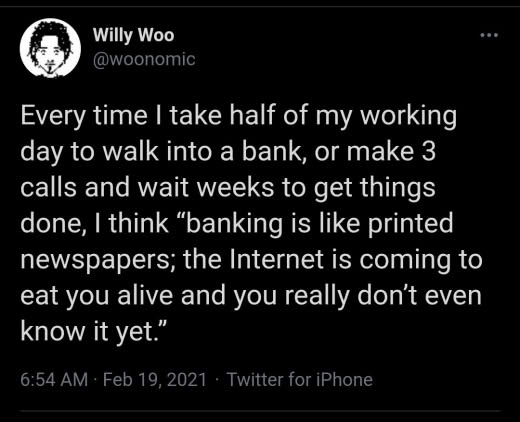 Willy Woo
@woonomic
Every time I take half of my working
day to walk into a bank, or make 3
calls and wait weeks to get things
done, I think “banking is like printed
newspapers; the Internet is coming to
eat you alive and you really don’t even
know it yet.”
6:54 AM · Feb 19, 2021 · Twitter for iPhone